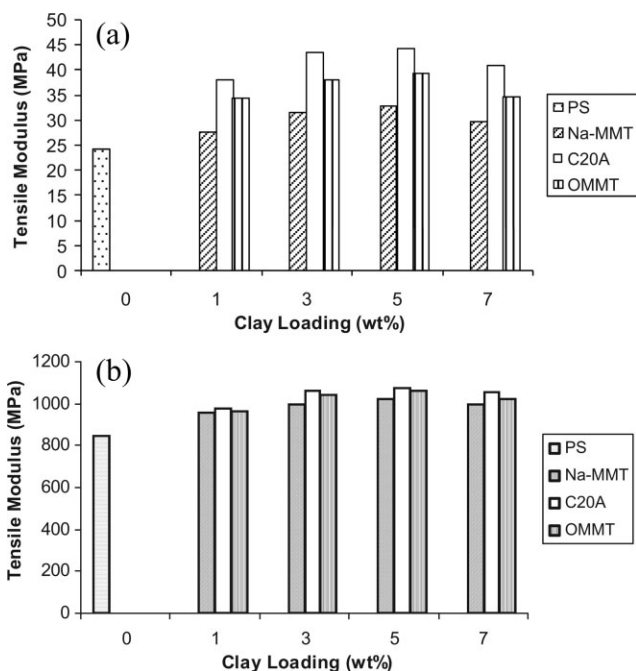 (a)
Tensile Modulus (MPa)
50
45
40
35
30
25
20
15
10
5
0
0 1 3 5 7
Clay Loading (wt%)
PS
Na-MMT
C20A
OMMT
(b)
Tensile Modulus (MPa)
1200
1000
800
600
400
200
0
0 1 3 5 7
Clay Loading (wt%)
PS
Na-MMT
C20A
OMMT